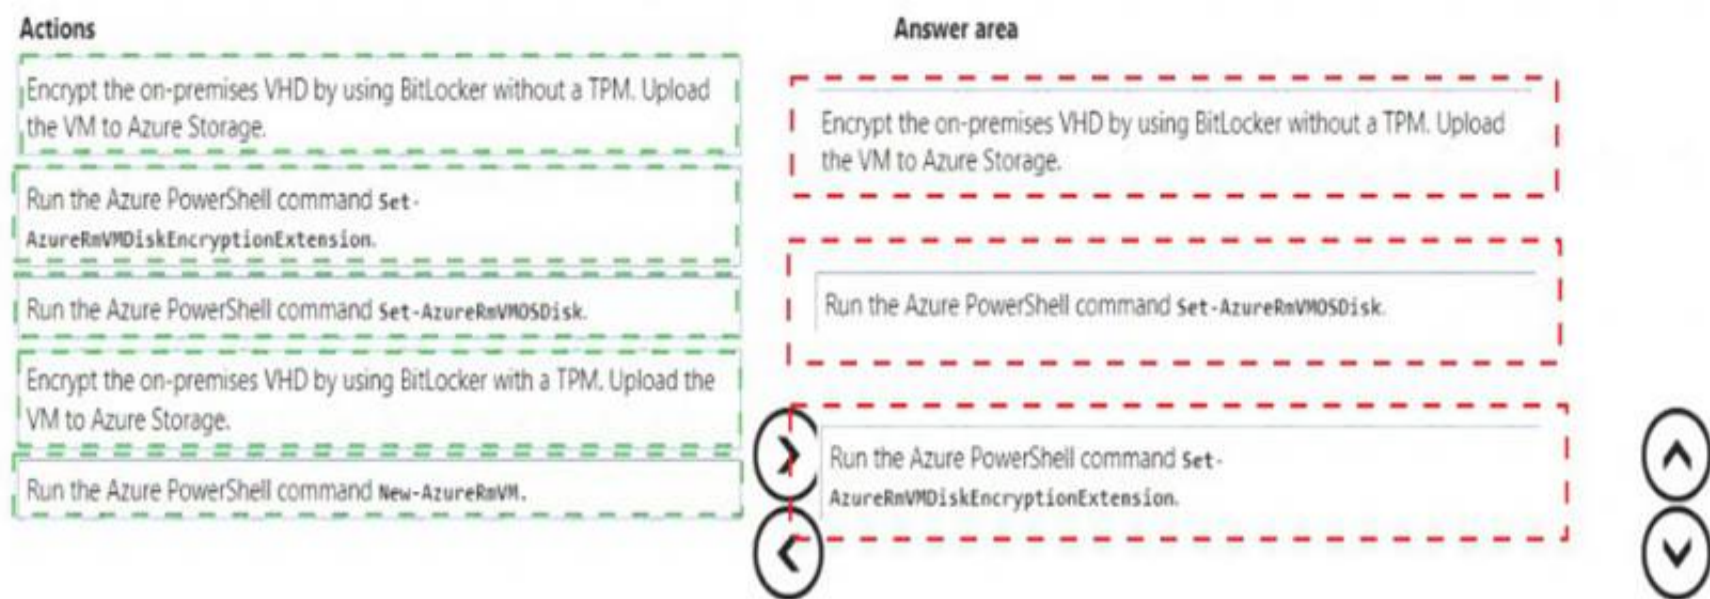 Actions
Encrypt the on-premises VHD by using BitLocker without a TPM. Upload
the VM to Azure Storage.
Run the Azure PowerShell command Set-
AzureRmVMDiskEncryptionExtension.
Run the Azure PowerShell command Set-AzureRmVMOSDisk.
Encrypt the on-premises VHD by using BitLocker with a TPM. Upload the
VM to Azure Storage.
Run the Azure PowerShell command New-AzureRmVM.
Answer area
Encrypt the on-premises VHD by using BitLocker without a TPM. Upload
the VM to Azure Storage.
Run the Azure PowerShell command Set-AzureRmVMOSDisk.
Run the Azure PowerShell command Set-
AzureRmVMDiskEncryptionExtension.